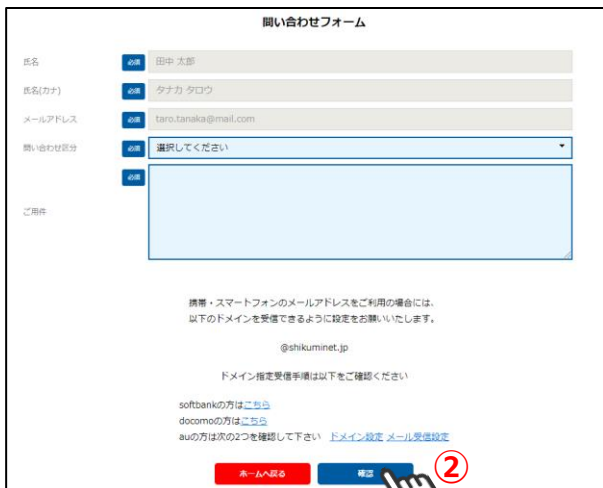 問い合わせフォーム
氏名 必須 田中 太郎
氏名(カナ) 必須 タナカ タロウ
メールアドレス 必須 taro.tanaka@mail.com
問い合わせ区分 必須 選択してください
必須
ご用件
携帯・スマートフォンのメールアドレスをご利用の場合には、
以下のドメインを受信できるように設定をお願いいたします。
@shikuminet.jp
ドメイン指定受信手順は以下をご確認ください
softbankの方はこちら
docomoの方はこちら
auの方は次の2つを確認して下さい ドメイン設定 メール受信設定
ホームへ戻る 確認 ②